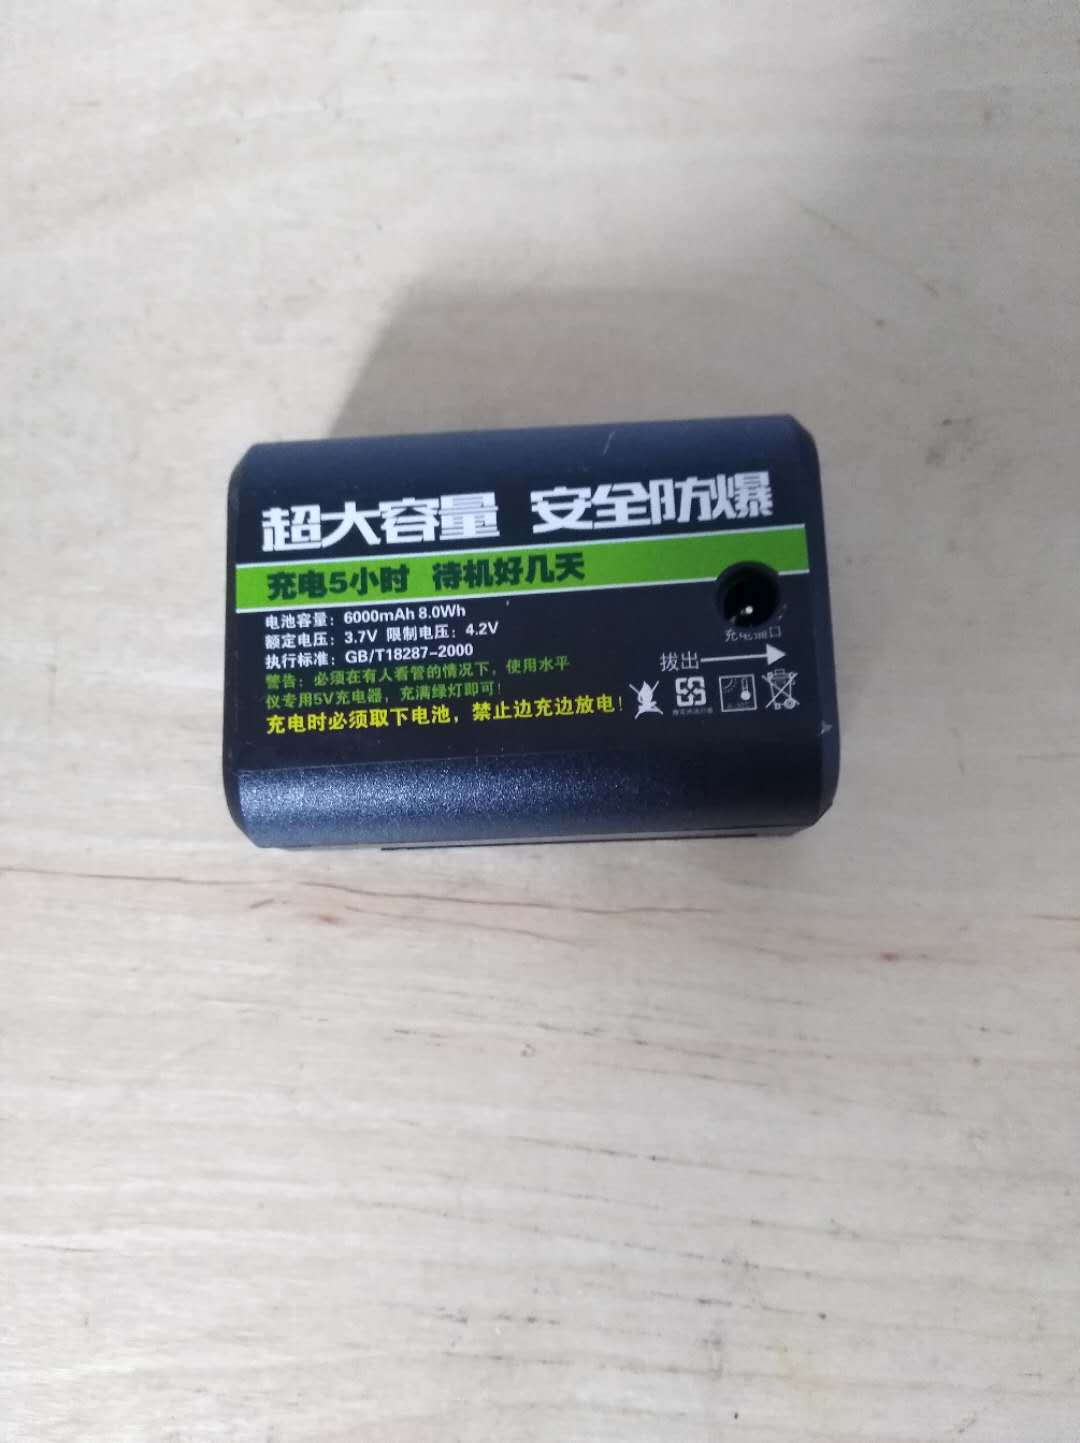 超大容量 安全防爆
充电5小时 待机好几天
电池容量：6000mAh 8.0Wh
额定电压：3.7V 限制电压：4.2V
执行标准：GB/T18287-2000
警告：必须在有人看管的情况下，使用水平
仪专用5V充电器，充满绿灯即可！
充电时必须取下电池，禁止边充边放电！
充电插口
拔出